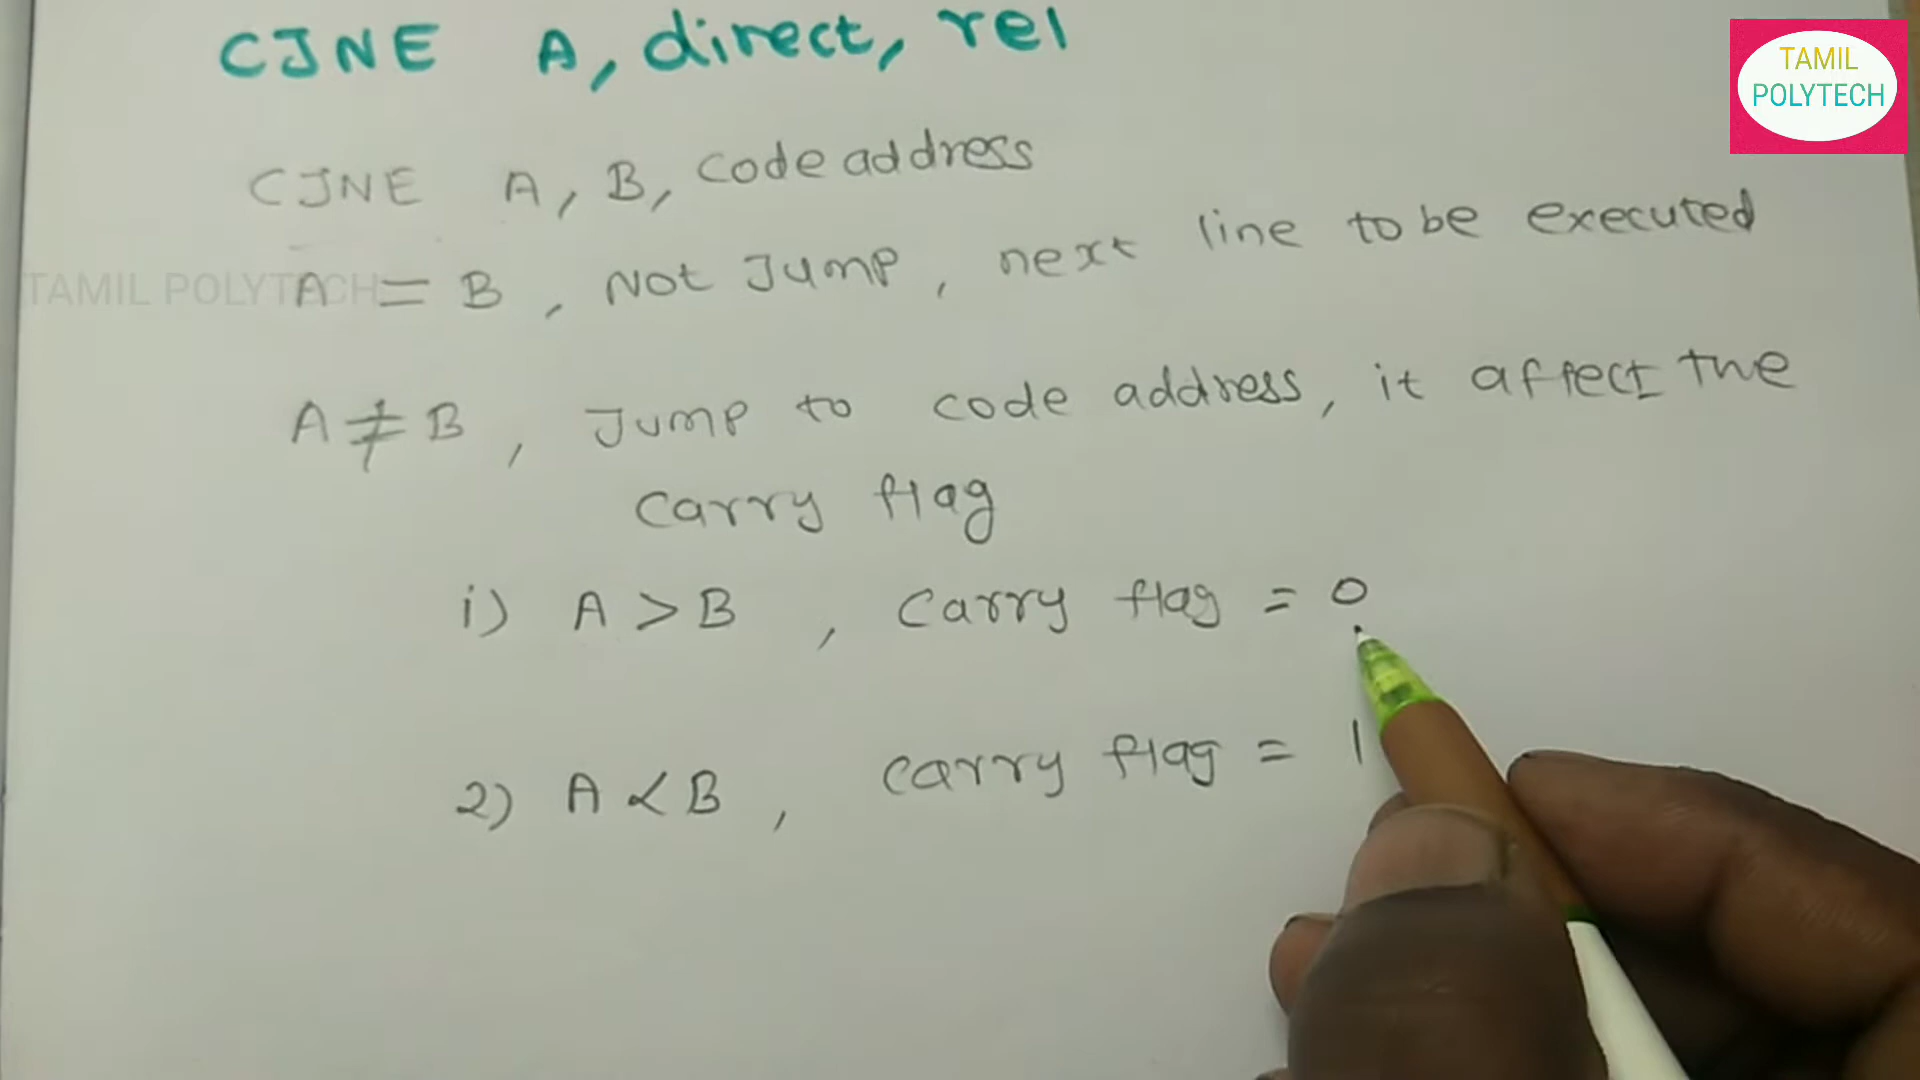 CJNE A, direct, rel
TAMIL
POLYTECH
CJNE A, B, Code address
TAMIL POLYTECH
A = B, Not Jump, next line to be executed
A ≠ B, Jump to code address, it affect the
Carry flag
i) A > B, Carry flag = 0
2) A < B, Carry flag = 1